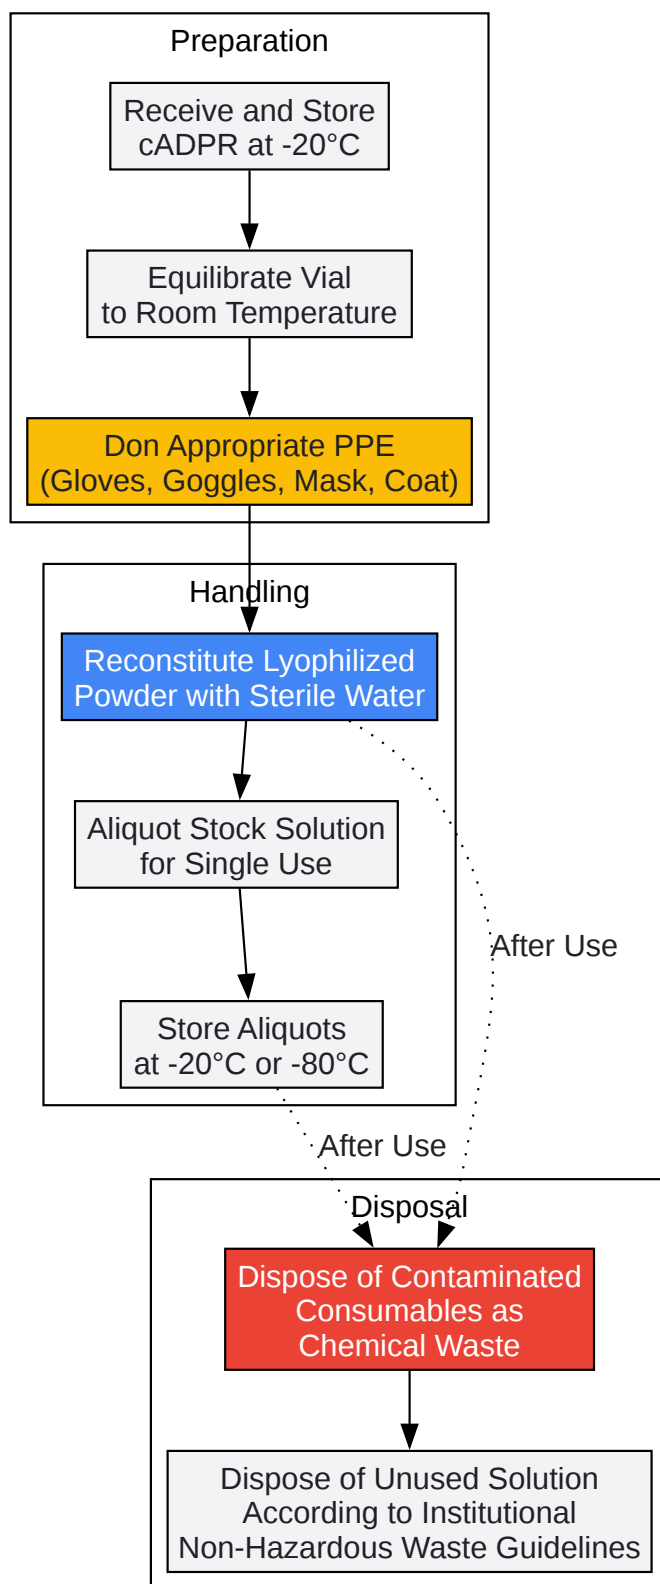 Preparation
Receive and Store
cADPR at -20°C
Equilibrate Vial
to Room Temperature
Don Appropriate PPE
(Gloves, Goggles, Mask, Coat)
Handling
Reconstitute Lyophilized
Powder with Sterile Water
Aliquot Stock Solution
for Single Use
After Use
Store Aliquots
at -20°C or -80°C
After Use
Disposal
Dispose of Contaminated
Consumables as
Chemical Waste
Dispose of Unused Solution
According to Institutional
Non-Hazardous Waste Guidelines